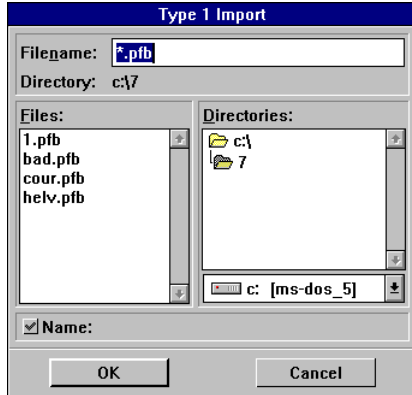 Type 1 Import
Filename: *.pfb
Directory: c:\7
Files:
1.pfb
bad.pfb
cour.pfb
helv.pfb
Directories:
c:\
7
c: [ms-dos_5]
Name:
OK
Cancel